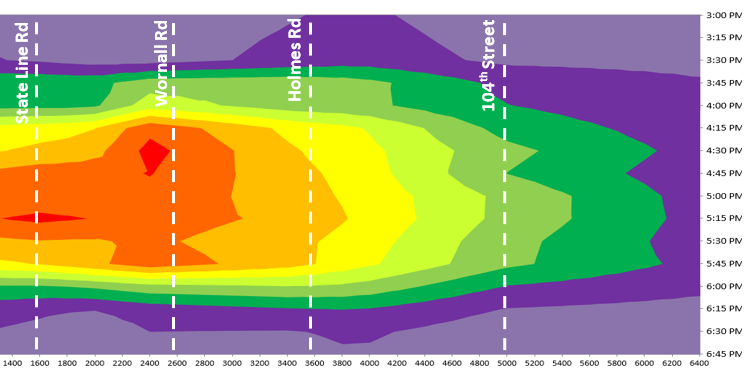 State Line Rd
Wornall Rd
Holmes Rd
104th Street
3:00 PM
3:15 PM
3:30 PM
3:45 PM
4:00 PM
4:15 PM
4:30 PM
4:45 PM
5:00 PM
5:15 PM
5:30 PM
5:45 PM
6:00 PM
6:15 PM
6:30 PM
6:45 PM
1400 1600 1800 2000 2200 2400 2600 2800 3000 3200 3400 3600 3800 4000 4200 4400 4600 4800 5000 5200 5400 5600 5800 6000 6200 6400